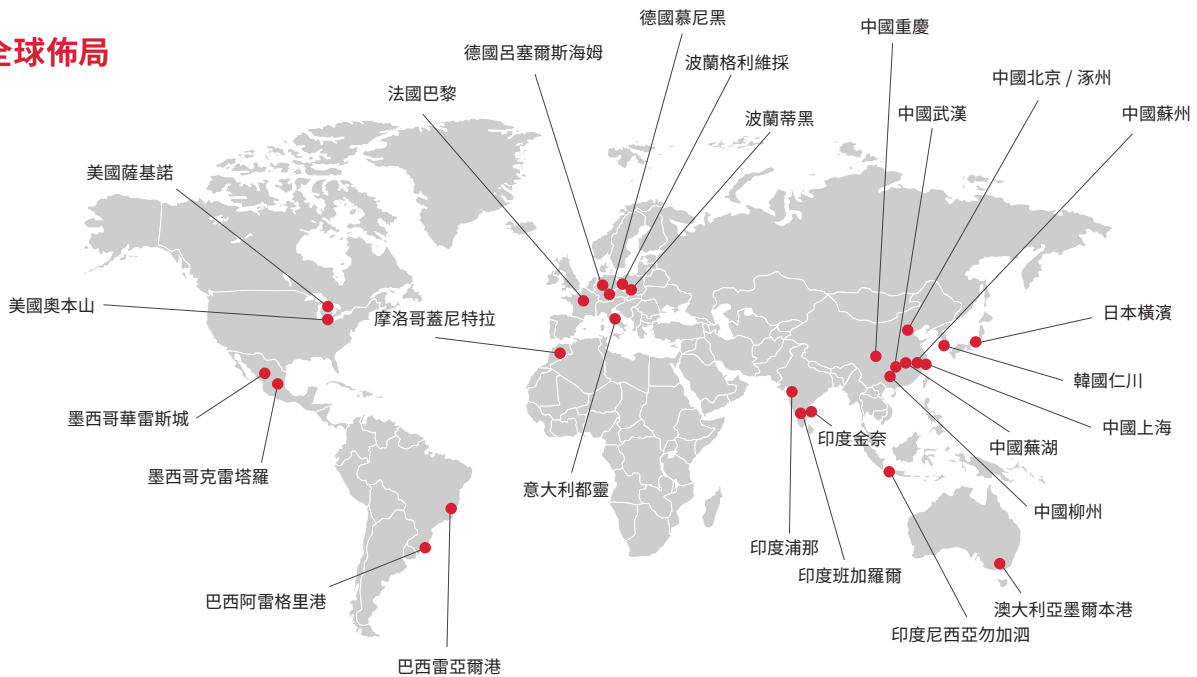 全球佈局
德國慕尼黑
中國重慶
德國呂塞爾斯海姆
波蘭格利維採
中國北京 / 涿州
法國巴黎
中國武漢
中國蘇州
波蘭蒂黑
美國薩基諾
美國奧本山
摩洛哥蓋尼特拉
日本橫濱
韓國仁川
墨西哥華雷斯城
中國上海
印度金奈
中國蕪湖
墨西哥克雷塔羅
意大利都靈
中國柳州
印度浦那
印度班加羅爾
巴西阿雷格里港
澳大利亞墨爾本港
印度尼西亞勿加泗
巴西雷亞爾港